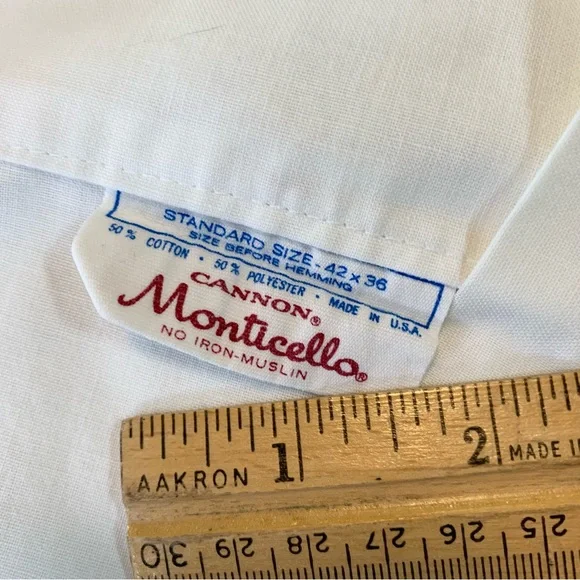 STANDARD SIZE - 42 x 36
SIZE BEFORE HEMMING
50% COTTON • 50% POLYESTER • MADE IN U.S.A.
CANNON®
Monticello®
NO IRON-MUSLIN
1 2 MADE IN
AAKRON
30 29 28 27 26 25